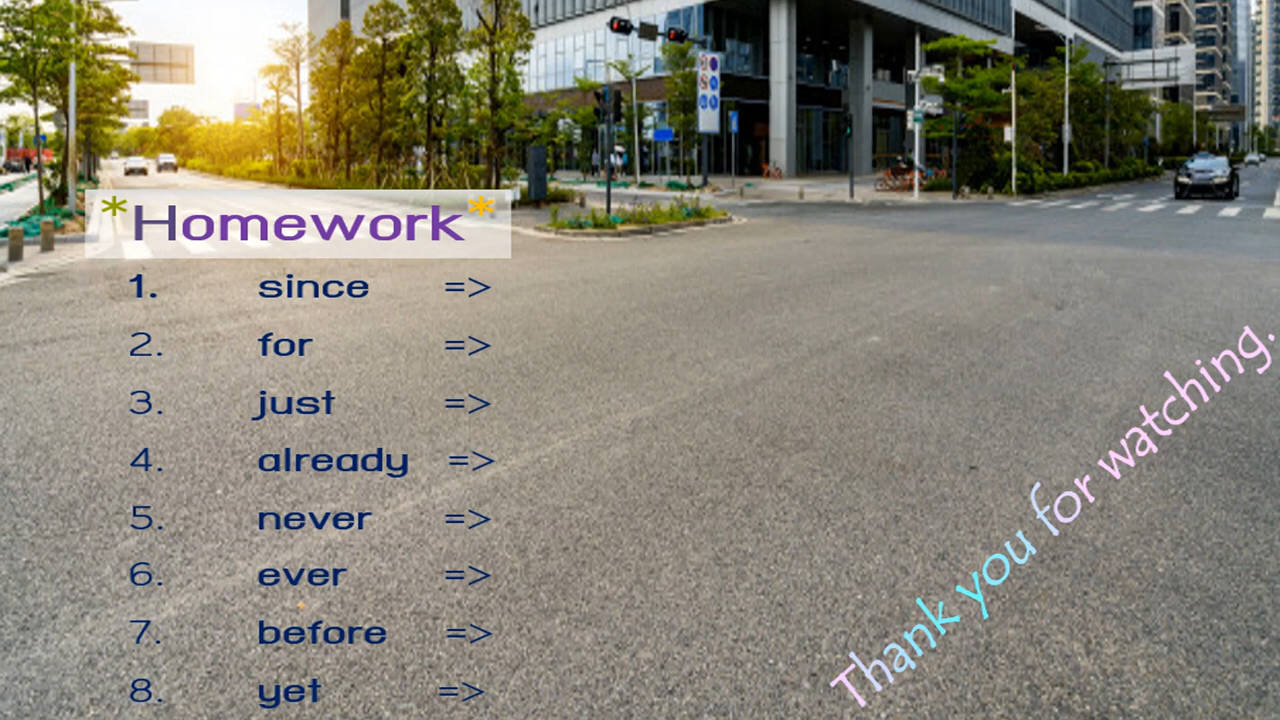 *Homework*
1. since =>
2. for =>
3. just =>
4. already =>
5. never =>
6. ever =>
7. before =>
8. yet =>
Thank you for watching.